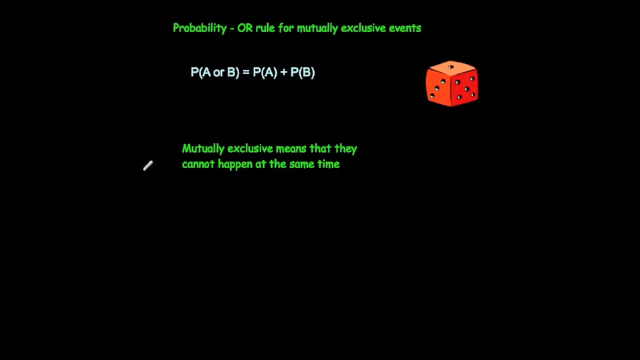 Probability - OR rule for mutually exclusive events
P(A or B) = P(A) + P(B)
Mutually exclusive means that they
cannot happen at the same time